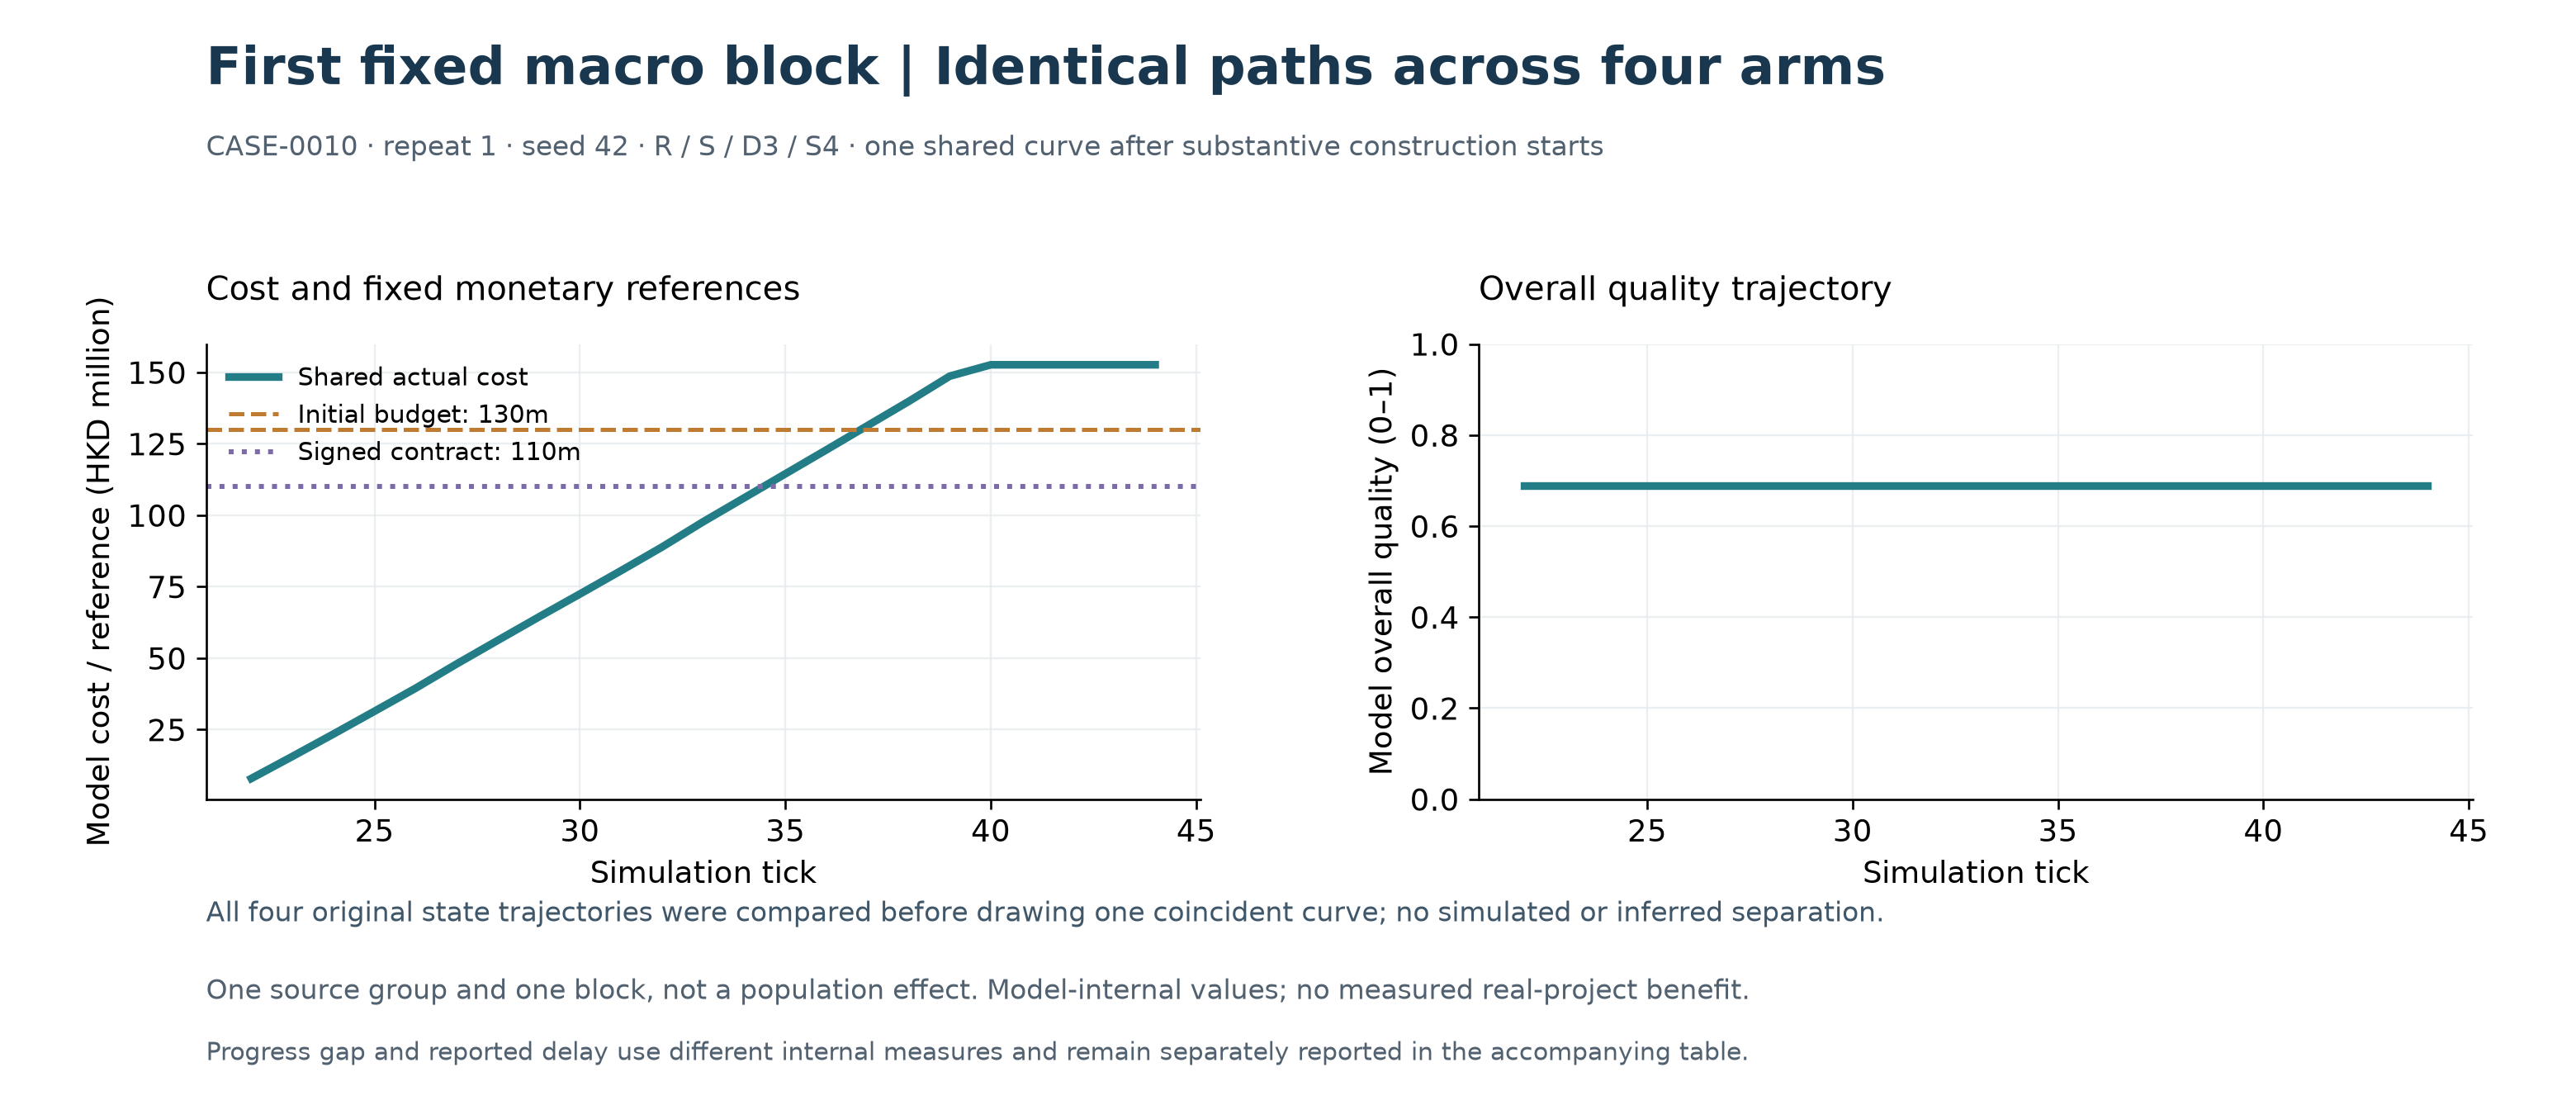 First fixed macro block | Identical paths across four arms
CASE-0010 · repeat 1 · seed 42 · R / S / D3 / S4 · one shared curve after substantive construction starts
Cost and fixed monetary references
Model cost / reference (HKD million)
150
125
100
75
50
25
Shared actual cost
Initial budget: 130m
Signed contract: 110m
25 30 35 40 45
Simulation tick
Overall quality trajectory
Model overall quality (0–1)
1.0
0.8
0.6
0.4
0.2
0.0
25 30 35 40 45
Simulation tick
All four original state trajectories were compared before drawing one coincident curve; no simulated or inferred separation.
One source group and one block, not a population effect. Model-internal values; no measured real-project benefit.
Progress gap and reported delay use different internal measures and remain separately reported in the accompanying table.